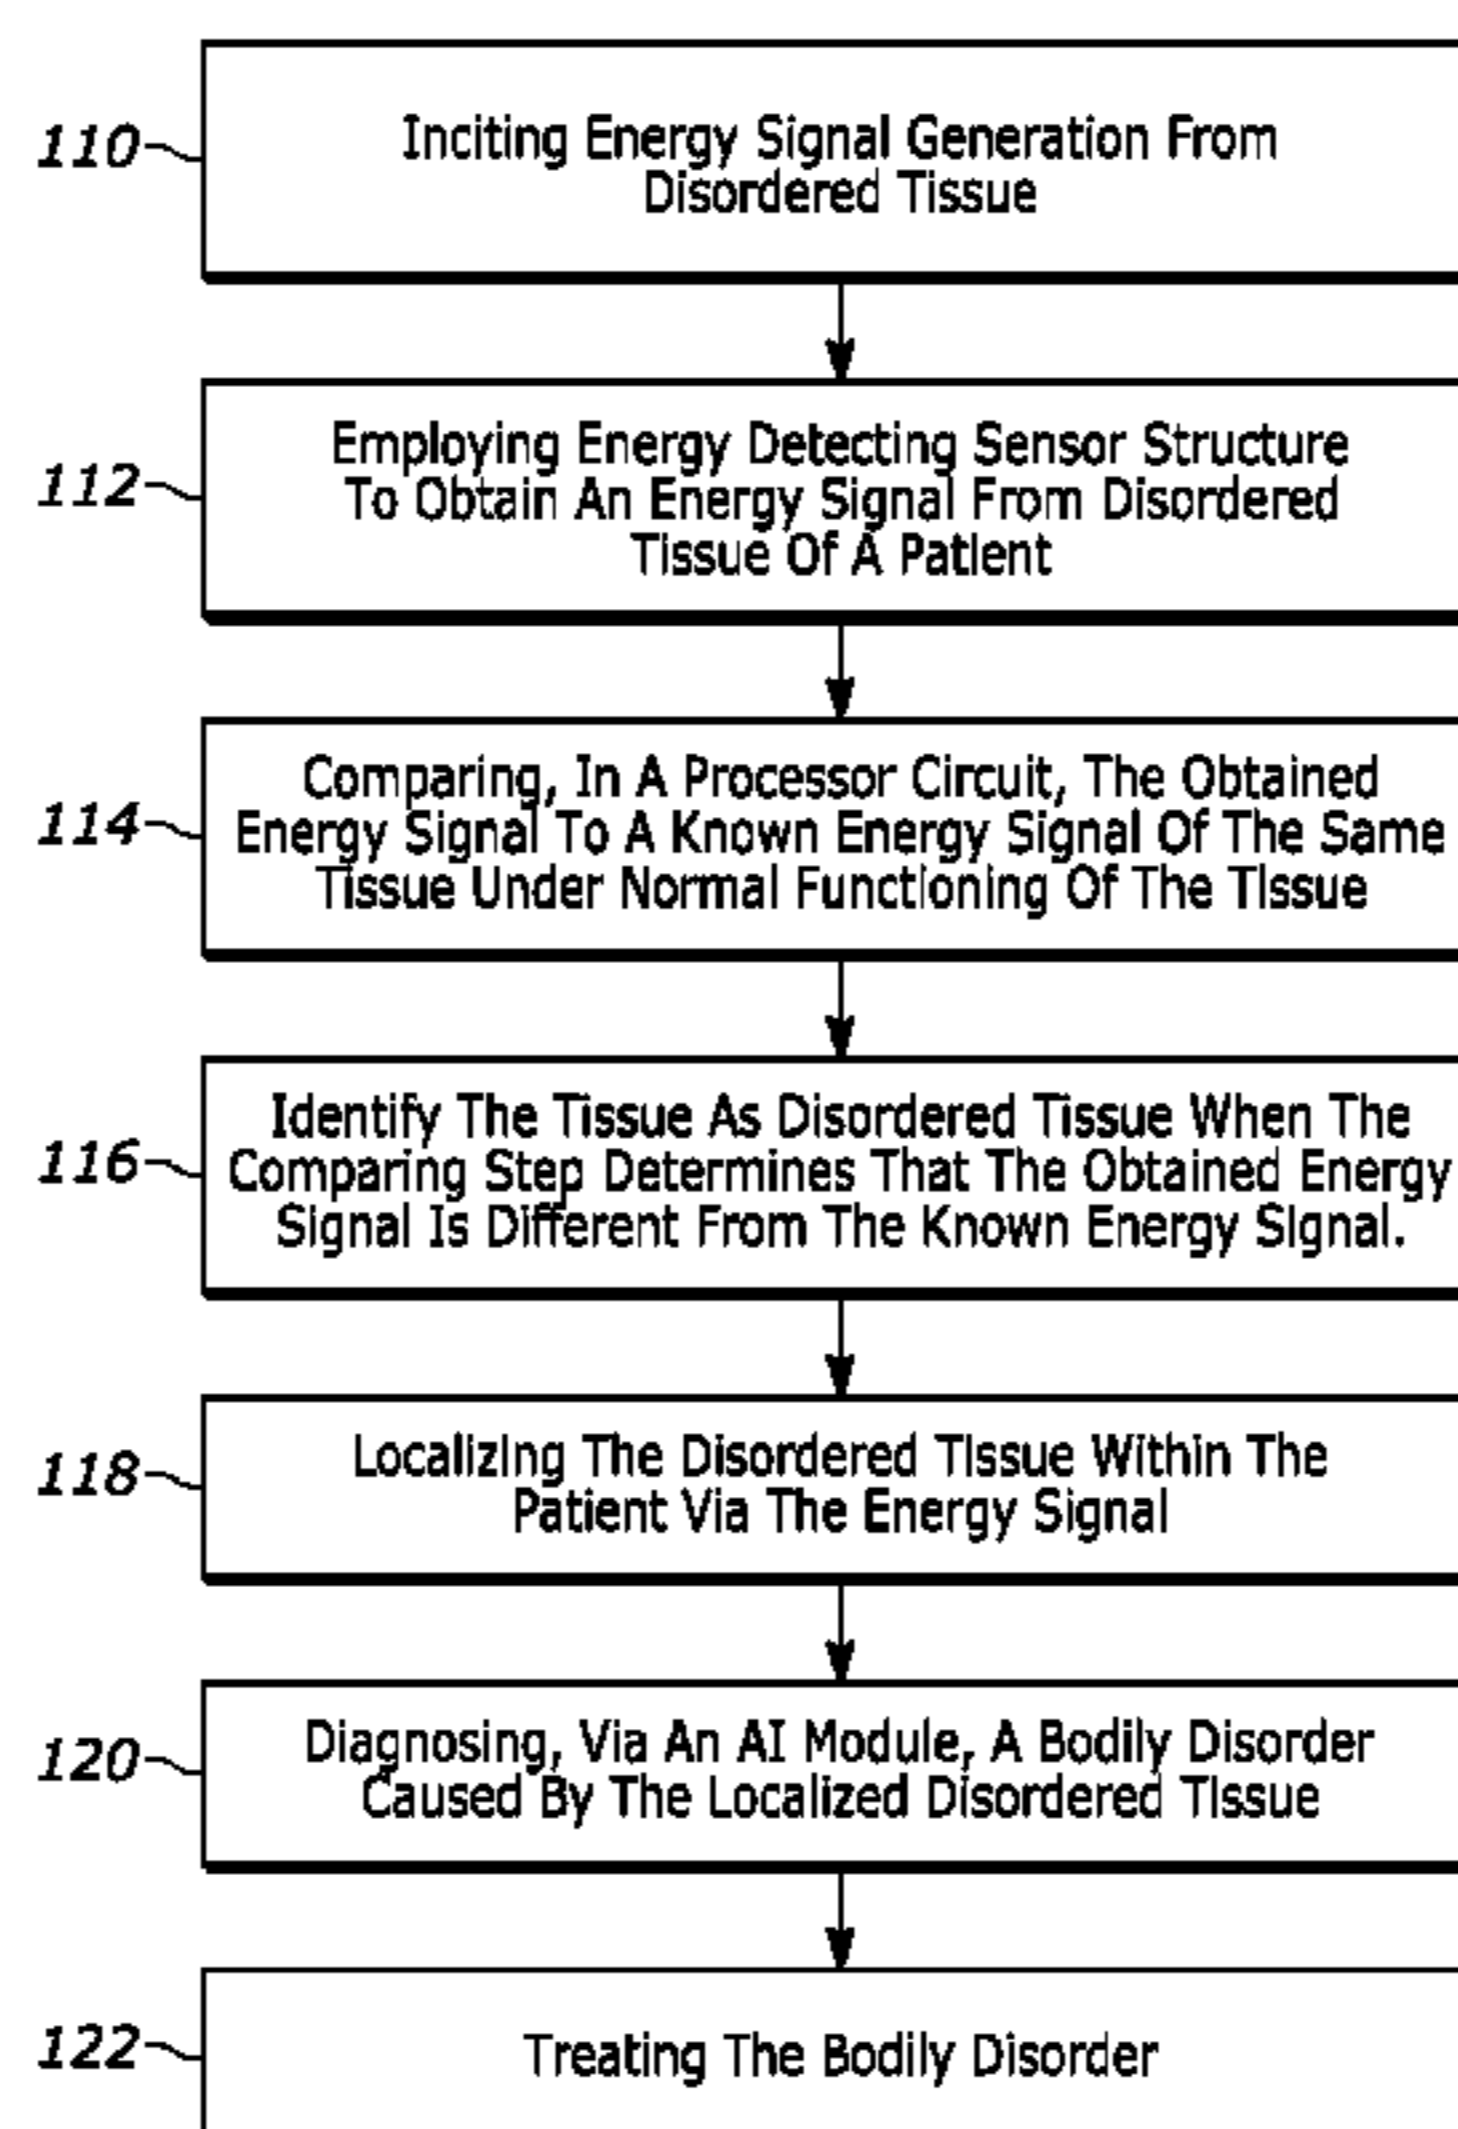 110
Inciting Energy Signal Generation From
Disordered Tissue
112
Employing Energy Detecting Sensor Structure
To Obtain An Energy Signal From Disordered
Tissue Of A Patient
114
Comparing, In A Processor Circuit, The Obtained
Energy Signal To A Known Energy Signal Of The Same
Tissue Under Normal Functioning Of The Tissue
116
Identify The Tissue As Disordered Tissue When The
Comparing Step Determines That The Obtained Energy
Signal Is Different From The Known Energy Signal.
118
Localizing The Disordered Tissue Within The
Patient Via The Energy Signal
120
Diagnosing, Via An AI Module, A Bodily Disorder
Caused By The Localized Disordered Tissue
122
Treating The Bodily Disorder